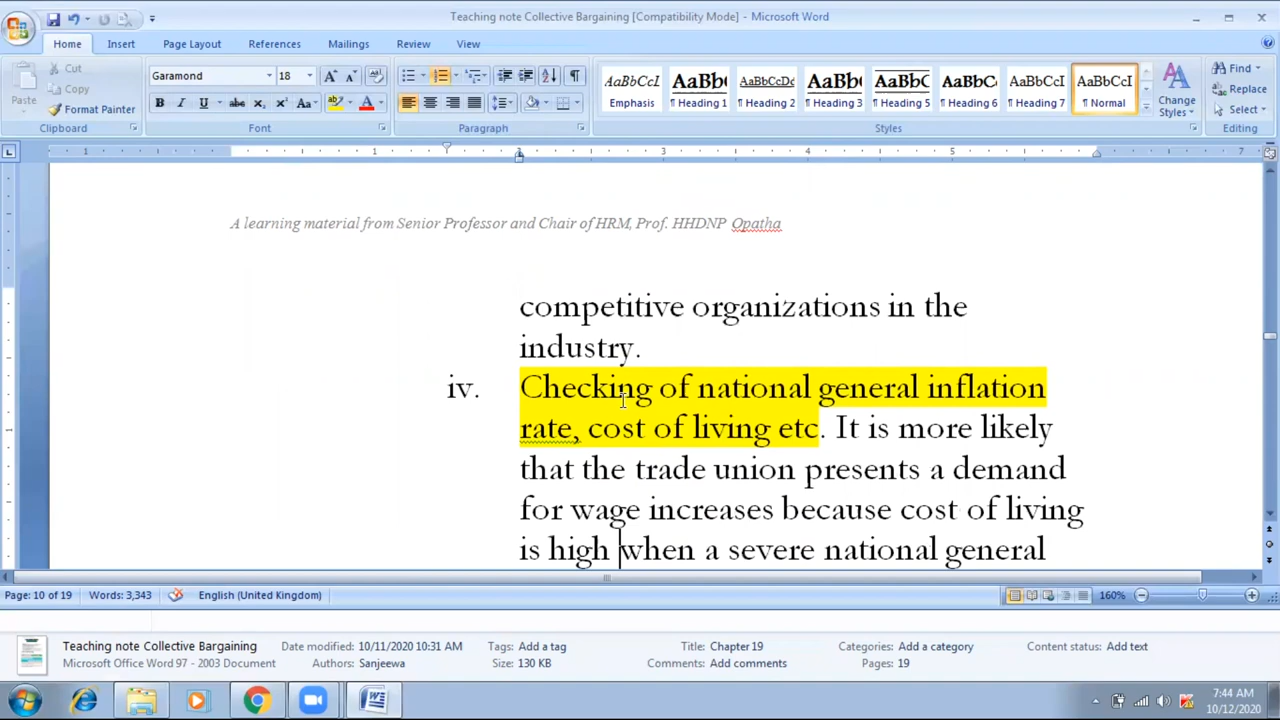 Teaching note Collective Bargaining [Compatibility Mode] - Microsoft Word
Home Insert Page Layout References Mailings Review View
Paste
Cut
Copy
Format Painter
Clipboard
Garamond 18
Font
Paragraph
AaBbCcI AaBbC AaBbCcDc AaBbC AaBbCc AaBbCc AaBbCcI AaBbCcI
Emphasis ¶ Heading 1 ¶ Heading 2 ¶ Heading 3 ¶ Heading 5 ¶ Heading 6 ¶ Heading 7 ¶ Normal
Change Styles
Styles
Find
Replace
Select
Editing
1 1 3 4 5 7
A learning material from Senior Professor and Chair of HRM, Prof. HHDNP Opatha
competitive organizations in the
industry.
iv. Checking of national general inflation
rate, cost of living etc. It is more likely
that the trade union presents a demand
for wage increases because cost of living
is high when a severe national general
Page: 10 of 19 Words: 3,343 English (United Kingdom) 160%
Teaching note Collective Bargaining Date modified: 10/11/2020 10:31 AM Tags: Add a tag Title: Chapter 19 Categories: Add a category Content status: Add text
Microsoft Office Word 97 - 2003 Document Authors: Sanjeewa Size: 130 KB Comments: Add comments Pages: 19
7:44 AM
10/12/2020